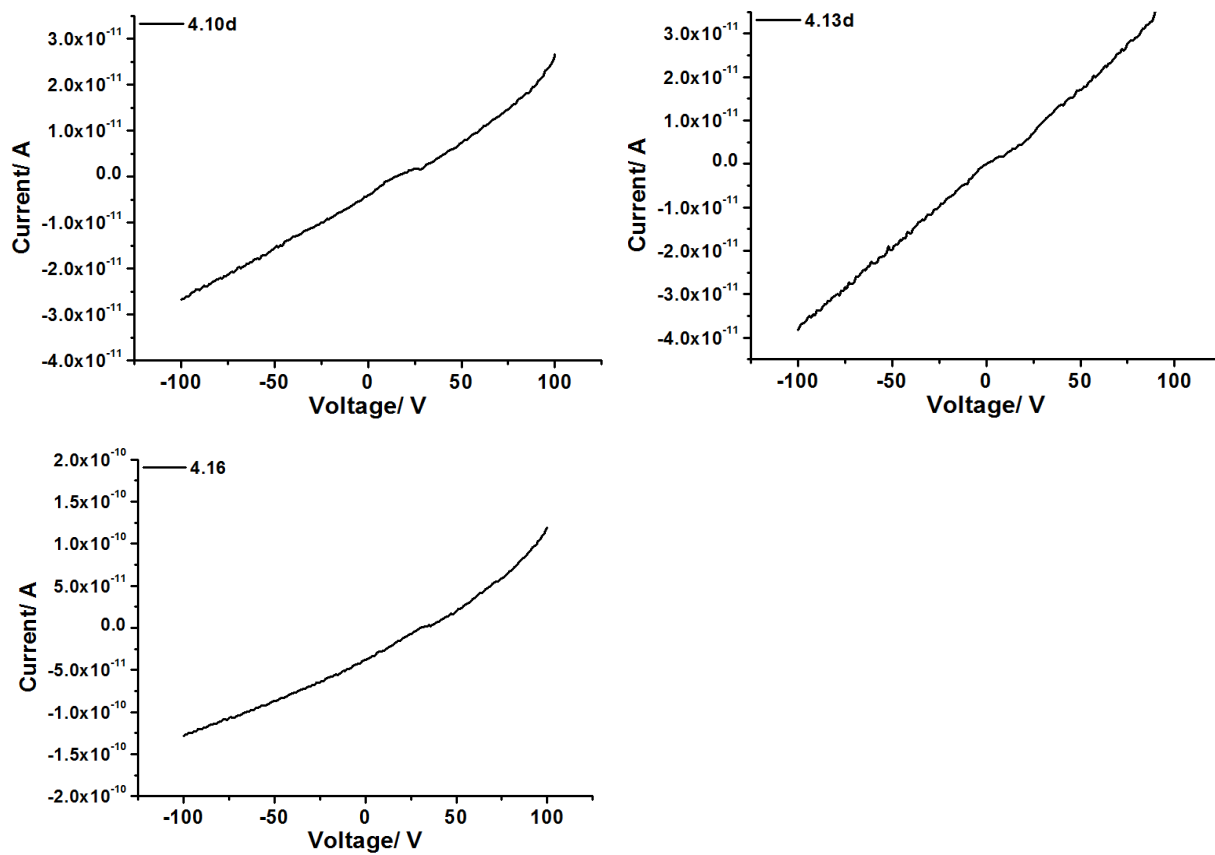 4.10d
3.0x10⁻¹¹
2.0x10⁻¹¹
1.0x10⁻¹¹
0.0
-1.0x10⁻¹¹
-2.0x10⁻¹¹
-3.0x10⁻¹¹
-4.0x10⁻¹¹
Current/ A
-100 -50 0 50 100
Voltage/ V
4.13d
3.0x10⁻¹¹
2.0x10⁻¹¹
1.0x10⁻¹¹
0.0
-1.0x10⁻¹¹
-2.0x10⁻¹¹
-3.0x10⁻¹¹
-4.0x10⁻¹¹
Current/ A
-100 -50 0 50 100
Voltage/ V
4.16
2.0x10⁻¹⁰
1.5x10⁻¹⁰
1.0x10⁻¹⁰
5.0x10⁻¹¹
0.0
-5.0x10⁻¹¹
-1.0x10⁻¹⁰
-1.5x10⁻¹⁰
-2.0x10⁻¹⁰
Current/ A
-100 -50 0 50 100
Voltage/ V